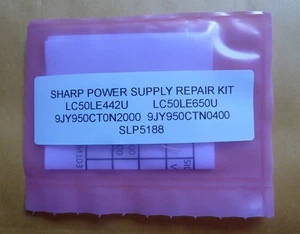 SHARP POWER SUPPLY REPAIR KIT
LC50LE442U LC50LE650U
9JY950CT0N2000 9JY950CTN0400
SLP5188